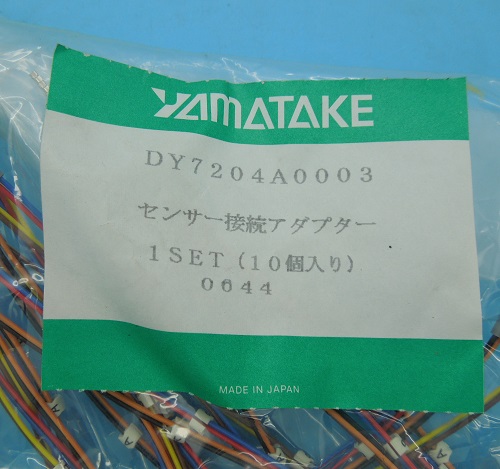 YAMATAKE
DY7204A0003
センサー接続アダプター
1SET(10個入り)
0644
MADE IN JAPAN
A
A
A